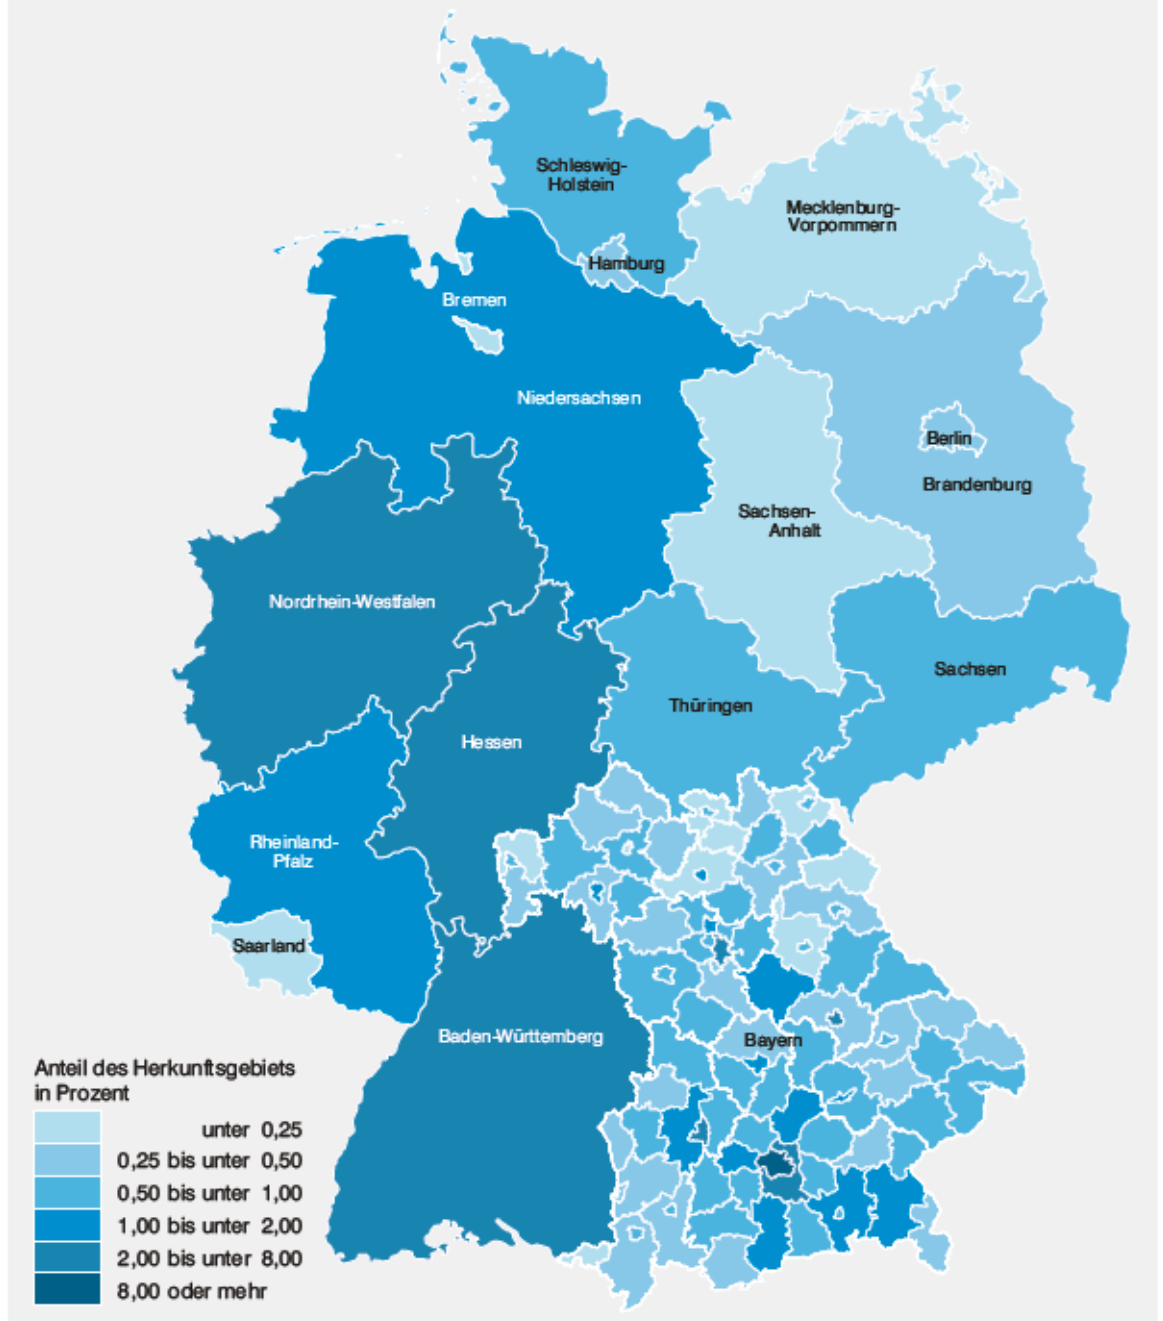 Schleswig-
Holstein
Mecklenburg-
Vorpommern
Hamburg
Bremen
Niedersachsen
Berlin
Brandenburg
Sachsen-
Anhalt
Nordrhein-Westfalen
Sachsen
Thüringen
Hessen
Rheinland-
Pfalz
Saarland
Baden-Württemberg
Bayern
Anteil des Herkunftsgebiets
in Prozent
unter 0,25
0,25 bis unter 0,50
0,50 bis unter 1,00
1,00 bis unter 2,00
2,00 bis unter 8,00
8,00 oder mehr